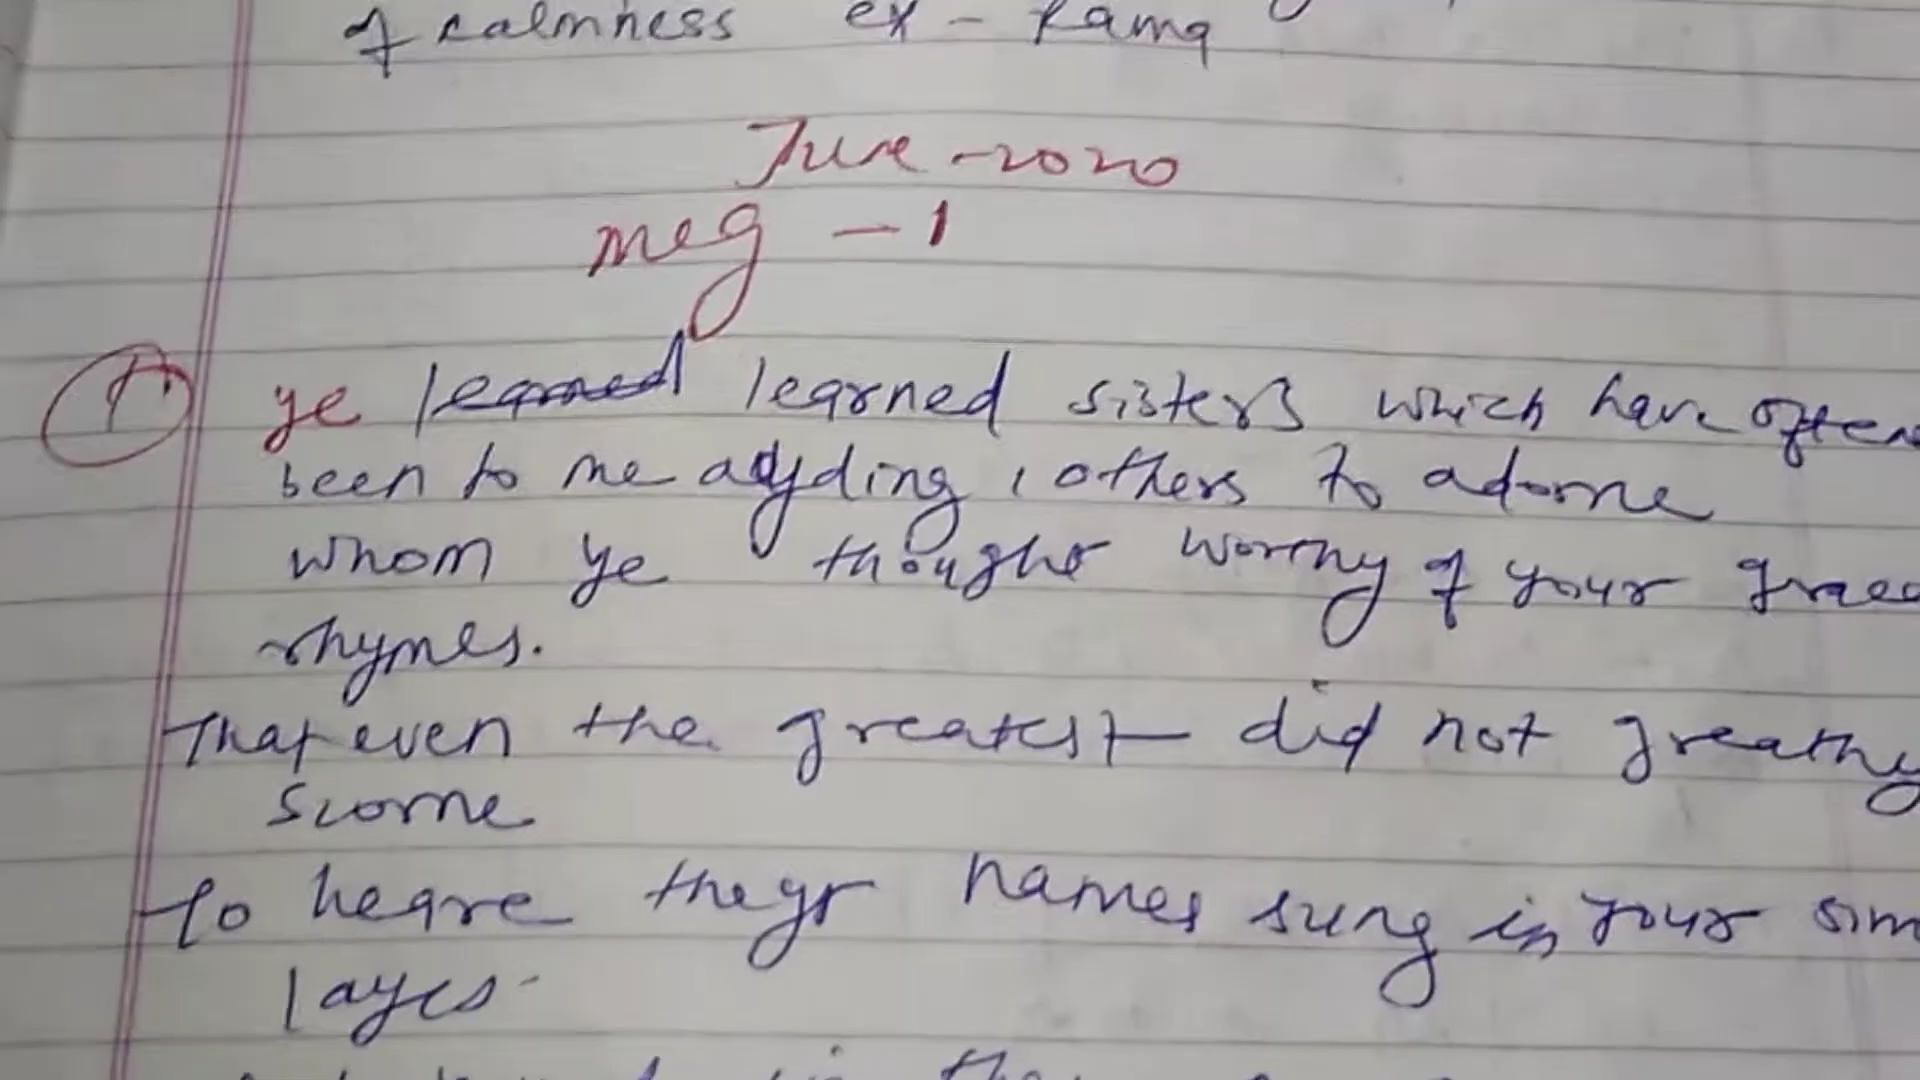 of calmness ex - Rama
June - 2020
meg - 1
1 ye learned learned sisters which have often
been to me adyding, others to adorne
whom ye thought worthy of your
rhymes.
That even the greatest did not greatly
scorne
To heare theyr names sung in your sim
layes.